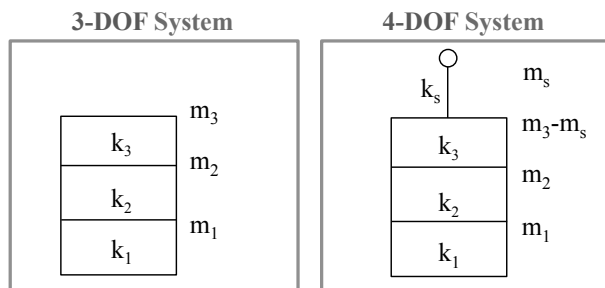 3-DOF System
m₃
k₃
m₂
k₂
m₁
k₁
4-DOF System
mₛ
kₛ
m₃-mₛ
k₃
m₂
k₂
m₁
k₁